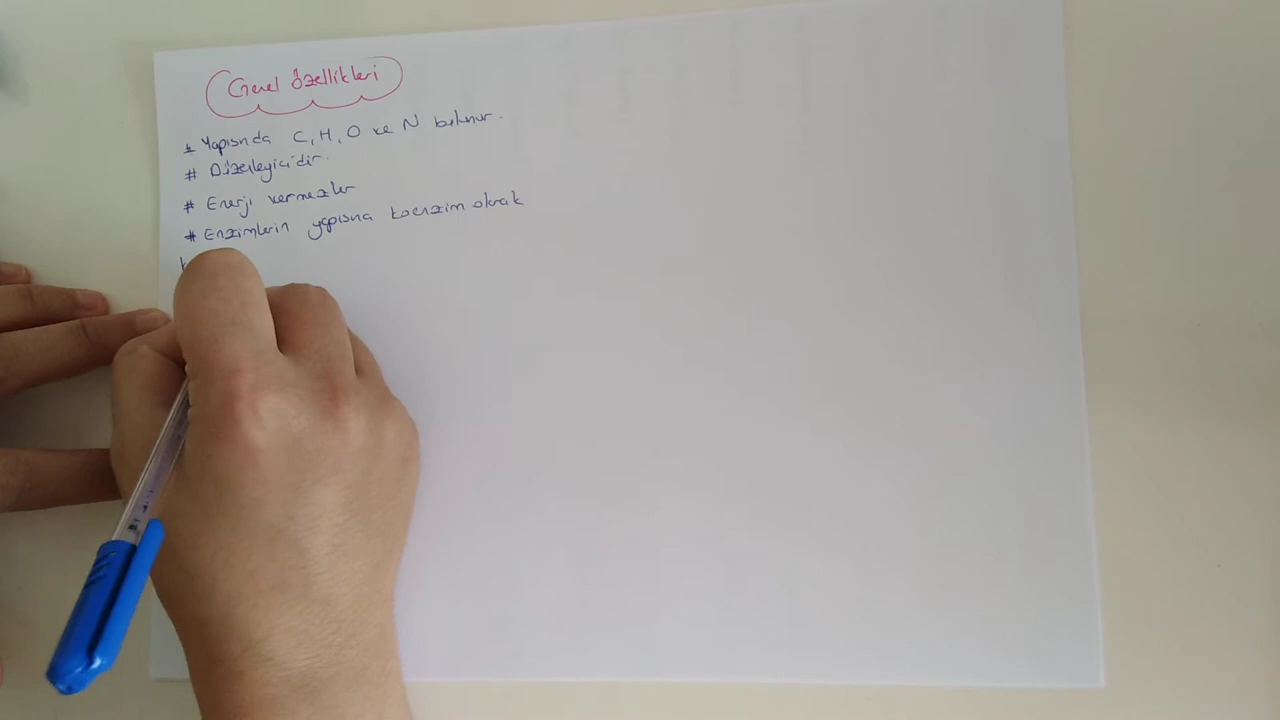 Genel özellikleri
* Yapısında C, H, O ve N bulunur.
# Düzenleyicidir.
# Enerji vermezler
* Enzimlerin yapısına koenzim olarak